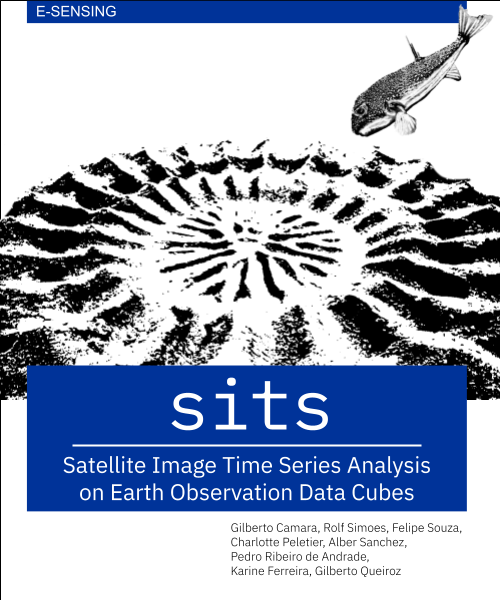 E-SENSING
sits
Satellite Image Time Series Analysis
on Earth Observation Data Cubes
Gilberto Camara, Rolf Simoes, Felipe Souza,
Charlotte Peletier, Alber Sanchez,
Pedro Ribeiro de Andrade,
Karine Ferreira, Gilberto Queiroz